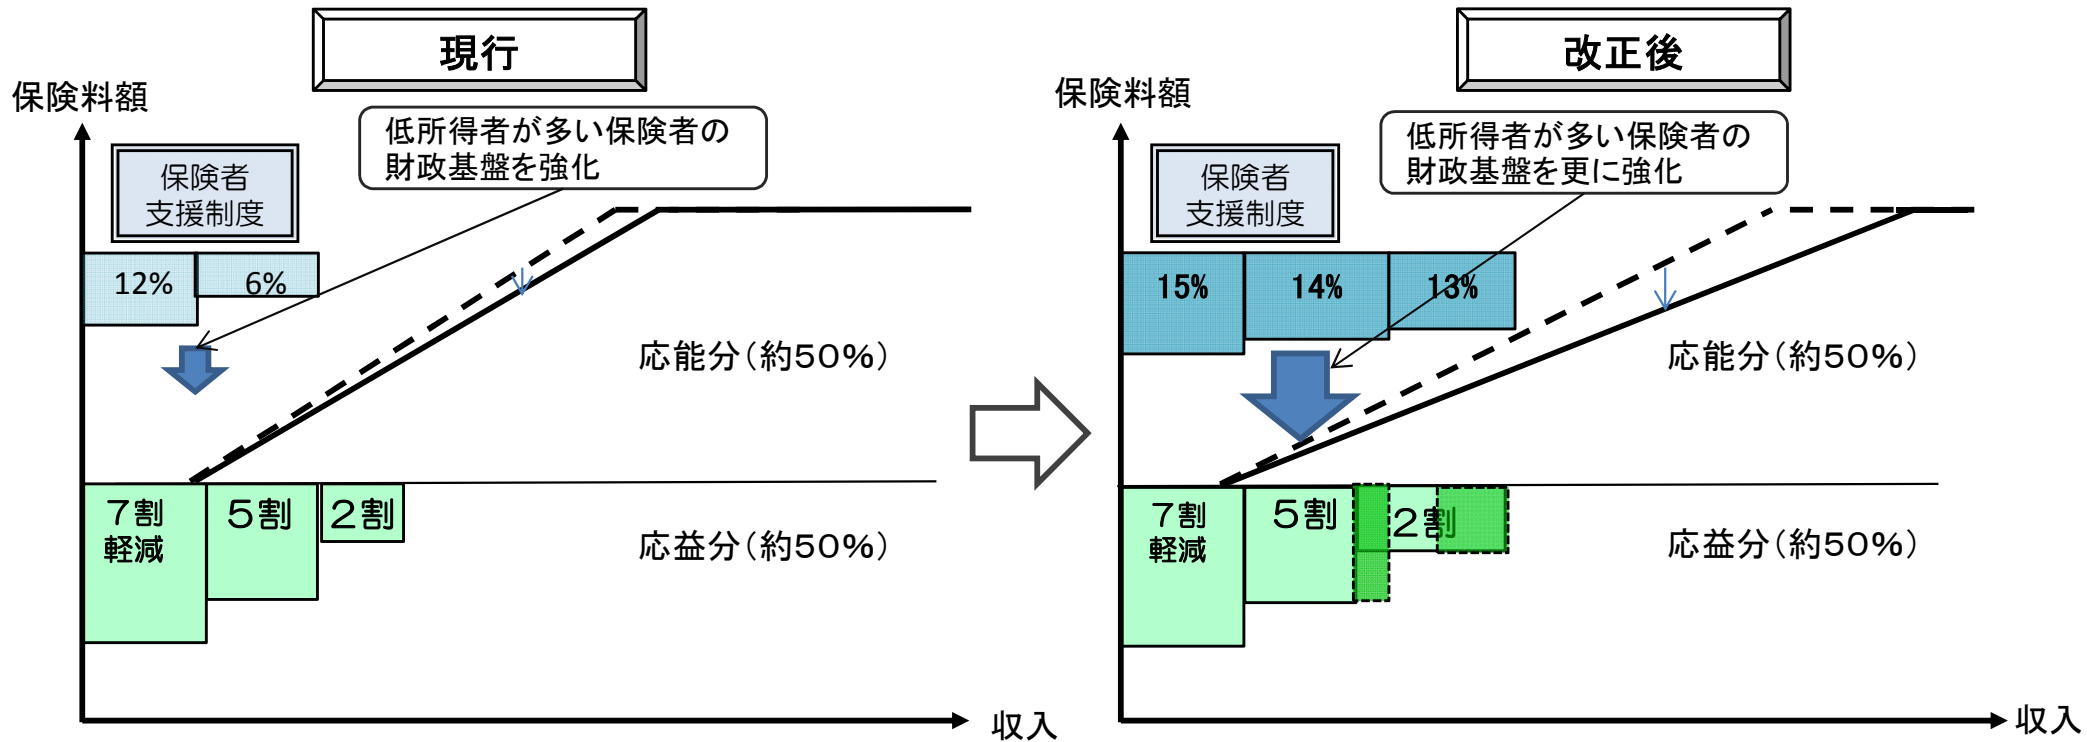 現行
保険料額
低所得者が多い保険者の
財政基盤を強化
保険者
支援制度
12%
6%
応能分（約50%）
7割
軽減
5割
2割
応益分（約50%）
収入
改正後
保険料額
低所得者が多い保険者の
財政基盤を更に強化
保険者
支援制度
15%
14%
13%
応能分（約50%）
7割
軽減
5割
2割
応益分（約50%）
収入